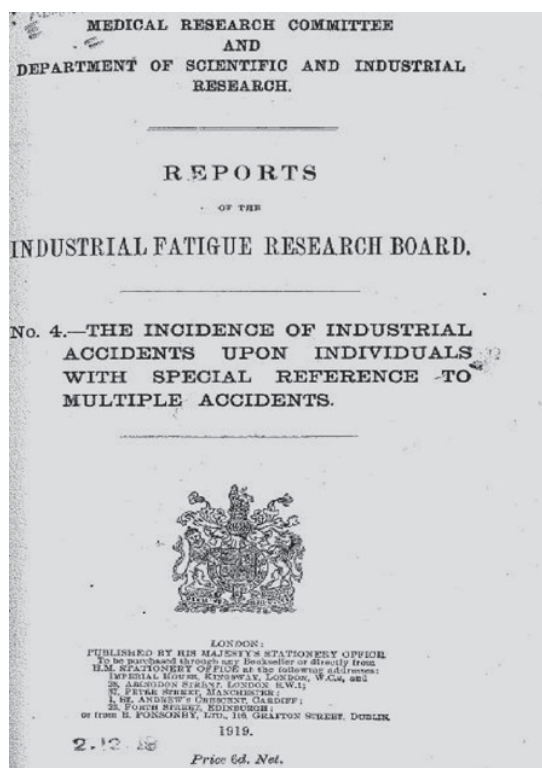 MEDICAL RESEARCH COMMITTEE
AND
DEPARTMENT OF SCIENTIFIC AND INDUSTRIAL
RESEARCH.
REPORTS
OF THE
INDUSTRIAL FATIGUE RESEARCH BOARD.
No. 4.—THE INCIDENCE OF INDUSTRIAL
ACCIDENTS UPON INDIVIDUALS
WITH SPECIAL REFERENCE TO
MULTIPLE ACCIDENTS.
LONDON:
PUBLISHED BY HIS MAJESTY'S STATIONERY OFFICE.
To be purchased through any Bookseller or directly from
H.M. STATIONERY OFFICE at the following addresses:
IMPERIAL HOUSE, KINGSWAY, LONDON, W.C.2, and
28, ABINGDON STREET, LONDON S.W.1;
37, PETER STREET, MANCHESTER;
1, ST. ANDREW'S CRESCENT, CARDIFF;
23, FORTH STREET, EDINBURGH;
or from E. PONSONBY, LTD., 116, GRAFTON STREET, DUBLIN.
1919.
2.12
Price 6d. Net.